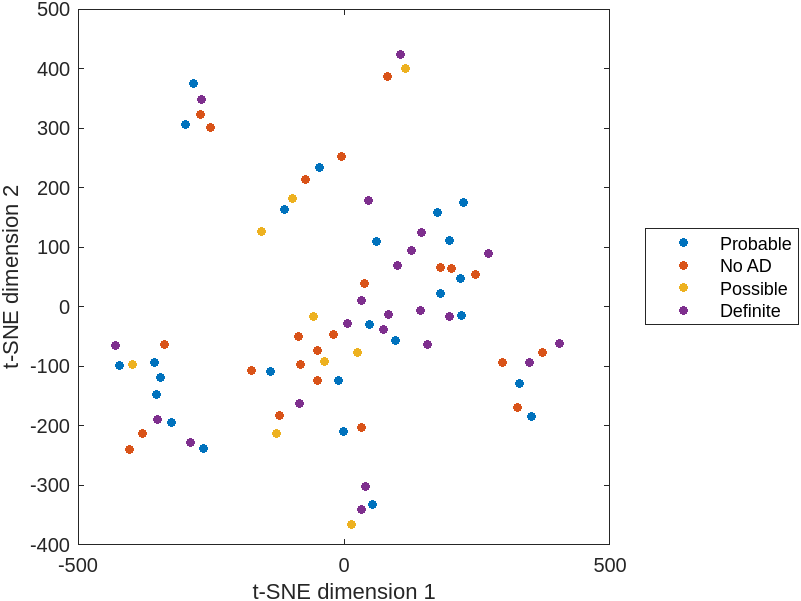 500
400
300
200
100
0
-100
-200
-300
-400
-500
0
500
t-SNE dimension 1
t-SNE dimension 2
Probable
No AD
Possible
Definite